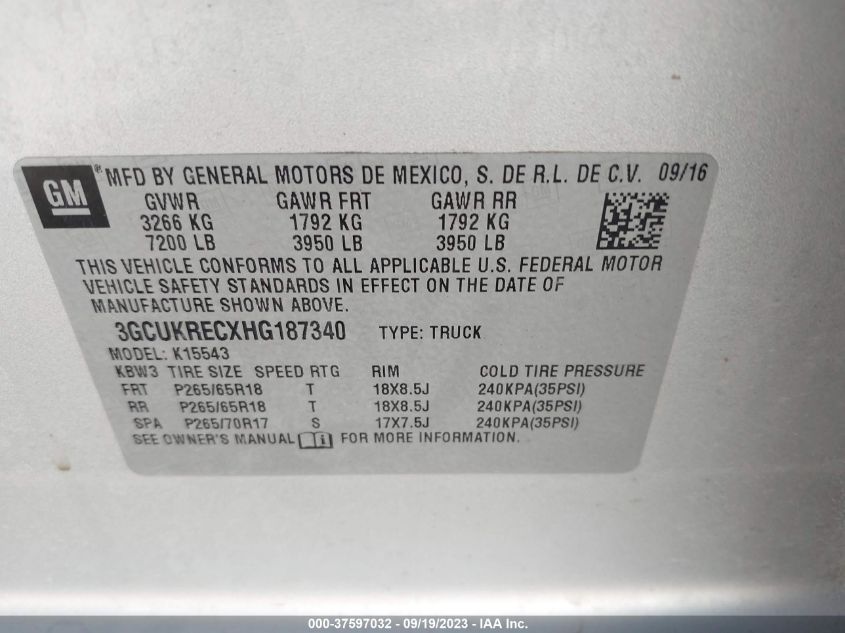 GM
® MFD BY GENERAL MOTORS DE MEXICO, S. DE R.L. DE C.V. 09/16
GVWR GAWR FRT GAWR RR
3266 KG 1792 KG 1792 KG
7200 LB 3950 LB 3950 LB
THIS VEHICLE CONFORMS TO ALL APPLICABLE U.S. FEDERAL MOTOR
VEHICLE SAFETY STANDARDS IN EFFECT ON THE DATE OF
MANUFACTURE SHOWN ABOVE.
3GCUKRECXHG187340 TYPE: TRUCK
MODEL: K15543
KBW3 TIRE SIZE SPEED RTG RIM COLD TIRE PRESSURE
FRT P265/65R18 T 18X8.5J 240KPA(35PSI)
RR P265/65R18 T 18X8.5J 240KPA(35PSI)
SPA P265/70R17 S 17X7.5J 240KPA(35PSI)
SEE OWNER'S MANUAL FOR MORE INFORMATION.
000-37597032 - 09/19/2023 - IAA Inc.